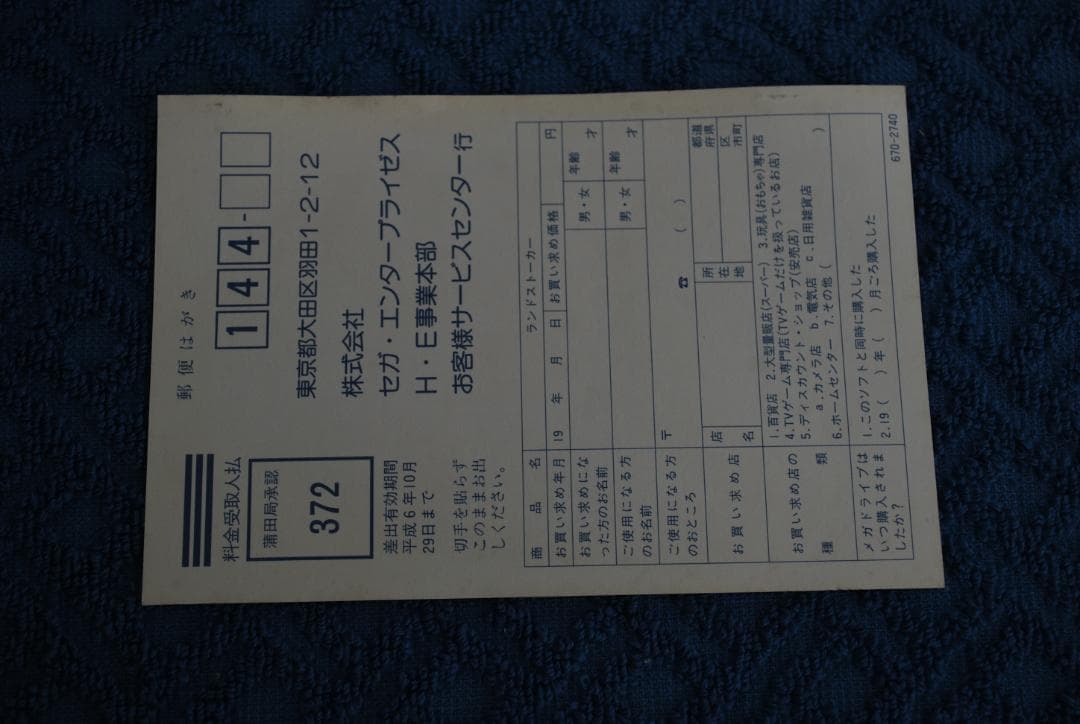 郵便はがき
144-
料金受取人払
蒲田局承認
372
差出有効期間
平成6年10月
29日まで
切手を貼らず
このままお出
しください。
東京都大田区羽田1-2-12
株式会社
セガ・エンタープライゼス
H・E事業本部
お客様サービスセンター行
商品名 ランドストーカー
お買い求め年月 19 年 月 日 お買い求め価格 円
お買い求めにな
った方のお名前 男・女 年齢 才
ご使用になる方
のお名前 男・女 年齢 才
ご使用になる方
のおところ 〒 ☎ ( )
お買い求め店 店名 所在地 都道府県 区市町
お買い求め店の
種類
1.百貨店 2.大型量販店(スーパー) 3.玩具(おもちゃ)専門店
4.TVゲーム専門店(TVゲームだけを扱っているお店)
5.ディスカウント・ショップ(安売店)
a.カメラ店 b.電気店 c.日用雑貨店
6.ホームセンター 7.その他( )
メガドライブは
いつ購入されま
したか?
1.このソフトと同時に購入した
2.19( )年( )月ごろ購入した
670-2740